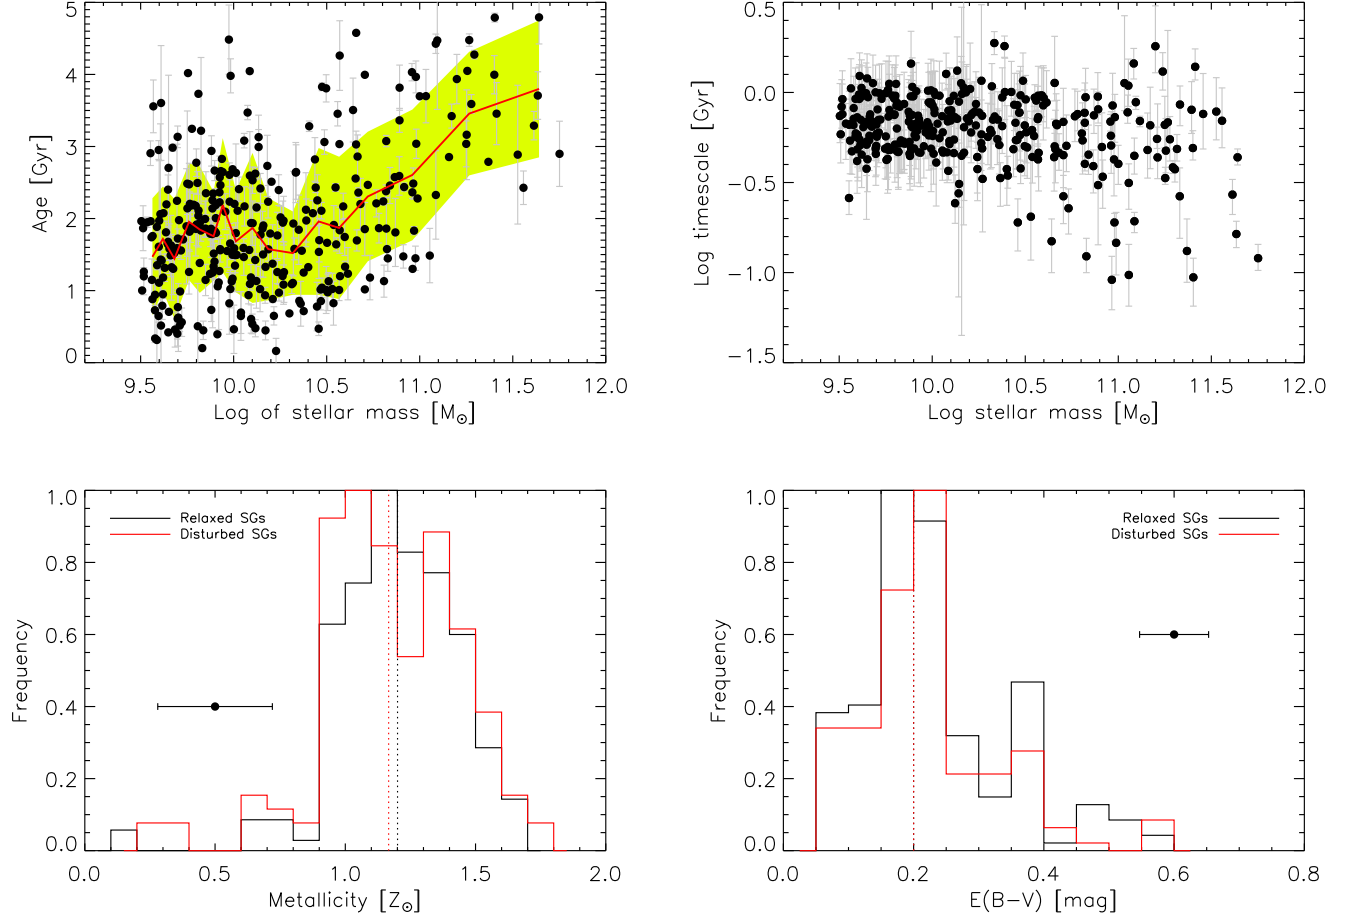 5
4
3
2
1
0
Age [Gyr]
9.5 10.0 10.5 11.0 11.5 12.0
Log of stellar mass [M⊙]
0.5
0.0
−0.5
−1.0
−1.5
Log timescale [Gyr]
9.5 10.0 10.5 11.0 11.5 12.0
Log stellar mass [M⊙]
1.0
0.8
0.6
0.4
0.2
0.0
Frequency
Relaxed SGs
Disturbed SGs
0.0 0.5 1.0 1.5 2.0
Metallicity [Z⊙]
1.0
0.8
0.6
0.4
0.2
0.0
Frequency
Relaxed SGs
Disturbed SGs
0.0 0.2 0.4 0.6 0.8
E(B−V) [mag]